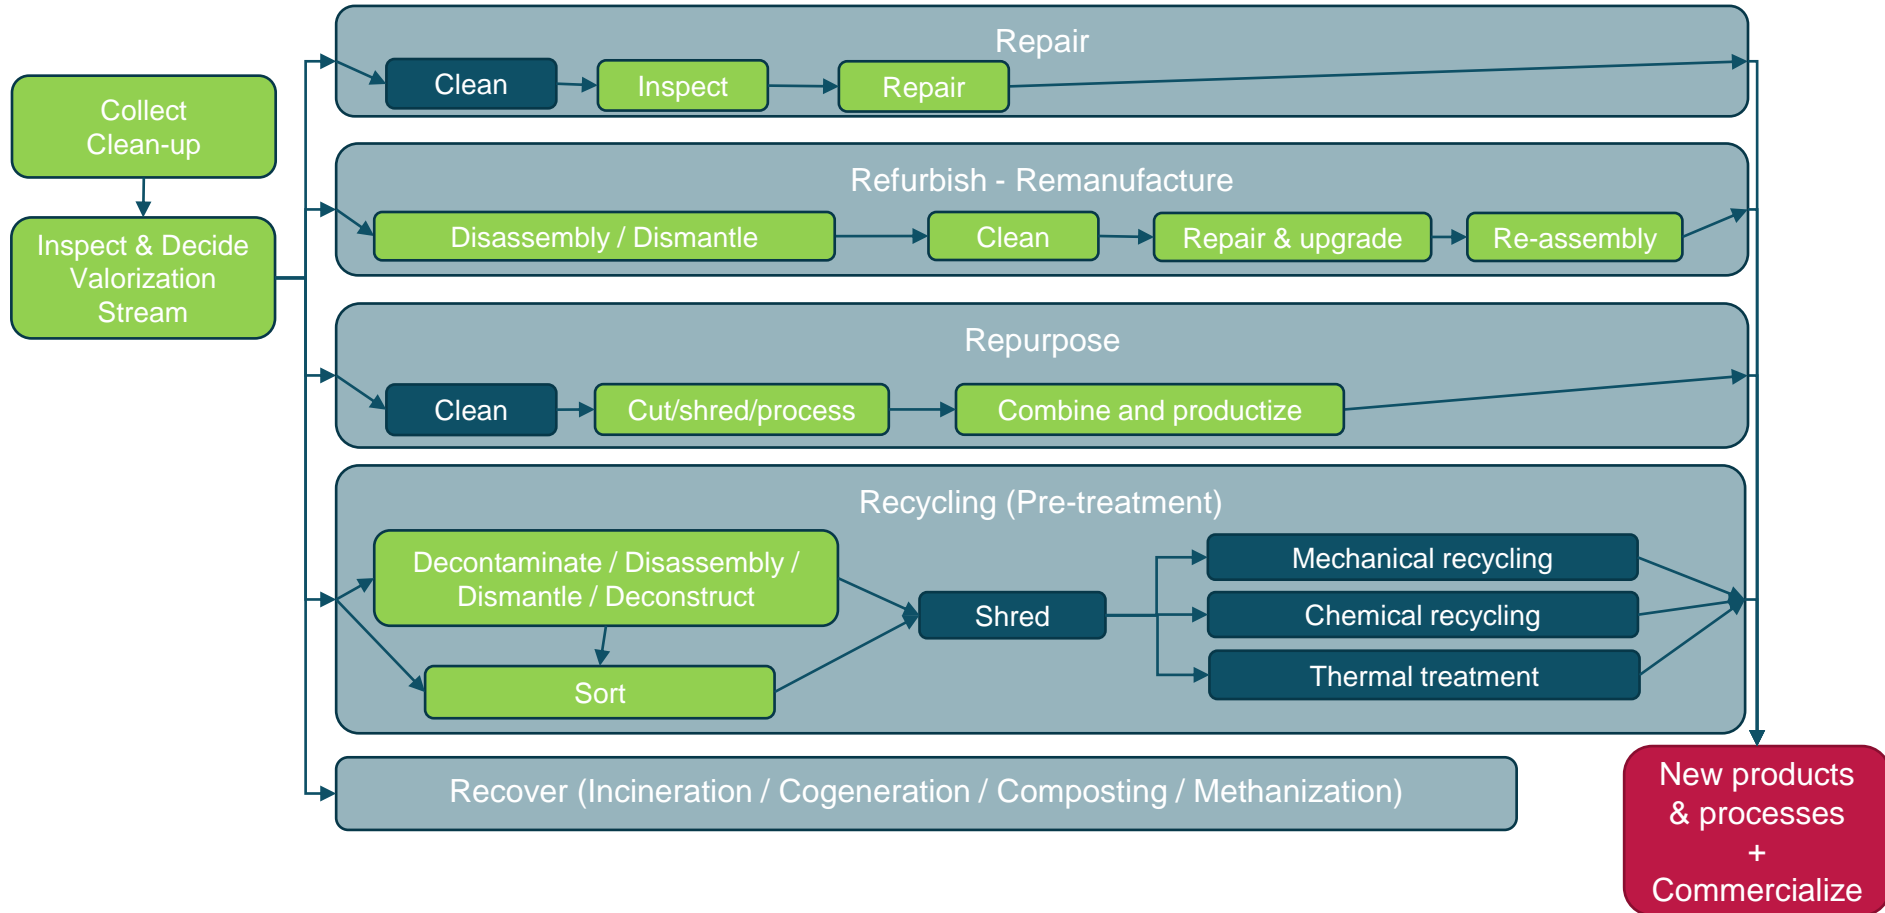 Collect
Clean-up
Inspect & Decide
Valorization
Stream
Repair
Clean
Inspect
Repair
Refurbish - Remanufacture
Disassembly / Dismantle
Clean
Repair & upgrade
Re-assembly
Repurpose
Clean
Cut/shred/process
Combine and productize
Recycling (Pre-treatment)
Decontaminate / Disassembly /
Dismantle / Deconstruct
Sort
Shred
Mechanical recycling
Chemical recycling
Thermal treatment
Recover (Incineration / Cogeneration / Composting / Methanization)
New products
& processes
+
Commercialize